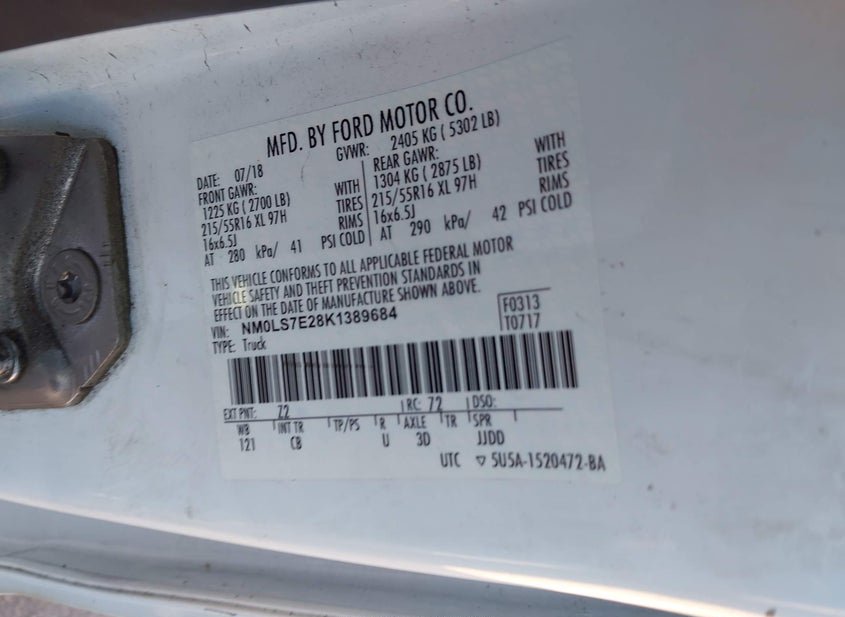 MFD. BY FORD MOTOR CO.
DATE: 07/18 GVWR: 2405 KG ( 5302 LB)
FRONT GAWR: REAR GAWR:
1225 KG ( 2700 LB) WITH 1304 KG ( 2875 LB) WITH
215/55R16 XL 97H TIRES 215/55R16 XL 97H TIRES
16x6.5J RIMS 16x6.5J RIMS
AT 280 kPa/ 41 PSI COLD AT 290 kPa/ 42 PSI COLD
THIS VEHICLE CONFORMS TO ALL APPLICABLE FEDERAL MOTOR
VEHICLE SAFETY AND THEFT PREVENTION STANDARDS IN
EFFECT ON THE DATE OF MANUFACTURE SHOWN ABOVE.
VIN: NM0LS7E28K1389684 F0313
TYPE: Truck T0717
EXT PNT: Z2 RC: 72 DSO:
WB INT TR TP/PS R AXLE TR SPR
121 CB U 3D JJDD
UTC ▽ 5U5A-1520472-BA